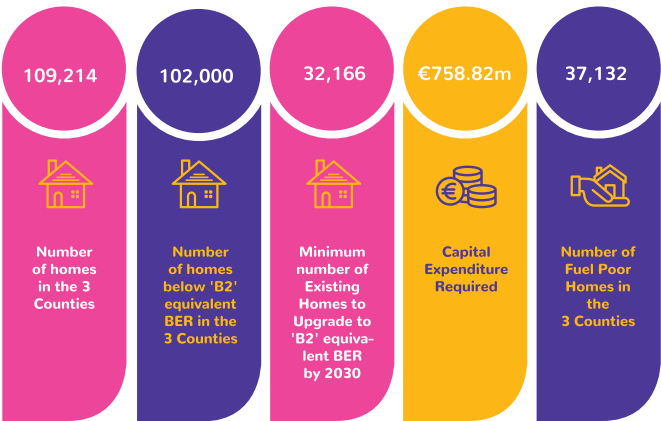 109,214
Number
of homes
in the 3
Counties
102,000
Number
of homes
below 'B2'
equivalent
BER in the
3 Counties
32,166
Minimum
number of
Existing
Homes to
Upgrade to
'B2' equiva-
lent BER
by 2030
€758.82m
€
Capital
Expenditure
Required
37,132
Number of
Fuel Poor
Homes in
the
3 Counties